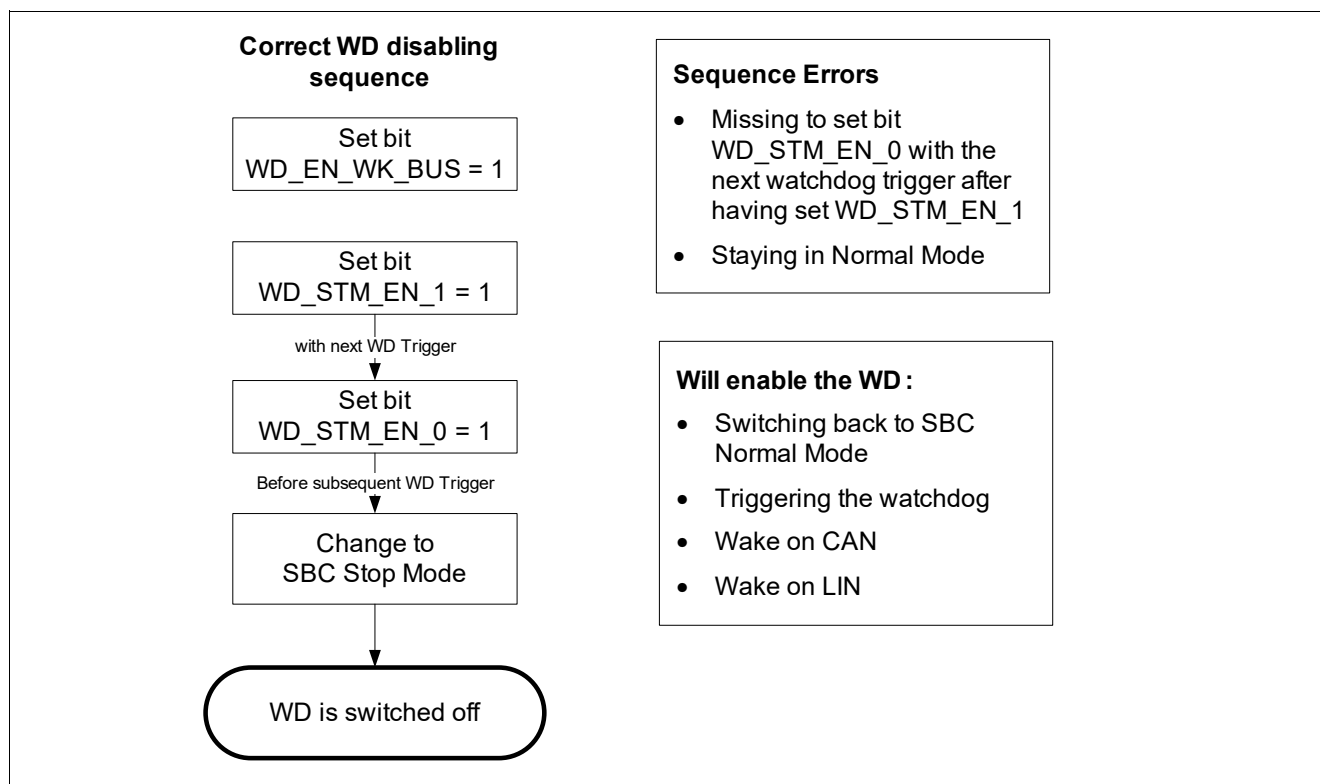 Correct WD disabling
sequence
Set bit
WD_EN_WK_BUS = 1
Set bit
WD_STM_EN_1 = 1
with next WD Trigger
Set bit
WD_STM_EN_0 = 1
Before subsequent WD Trigger
Change to
SBC Stop Mode
WD is switched off
Sequence Errors
• Missing to set bit
WD_STM_EN_0 with the
next watchdog trigger after
having set WD_STM_EN_1
• Staying in Normal Mode
Will enable the WD :
• Switching back to SBC
Normal Mode
• Triggering the watchdog
• Wake on CAN
• Wake on LIN